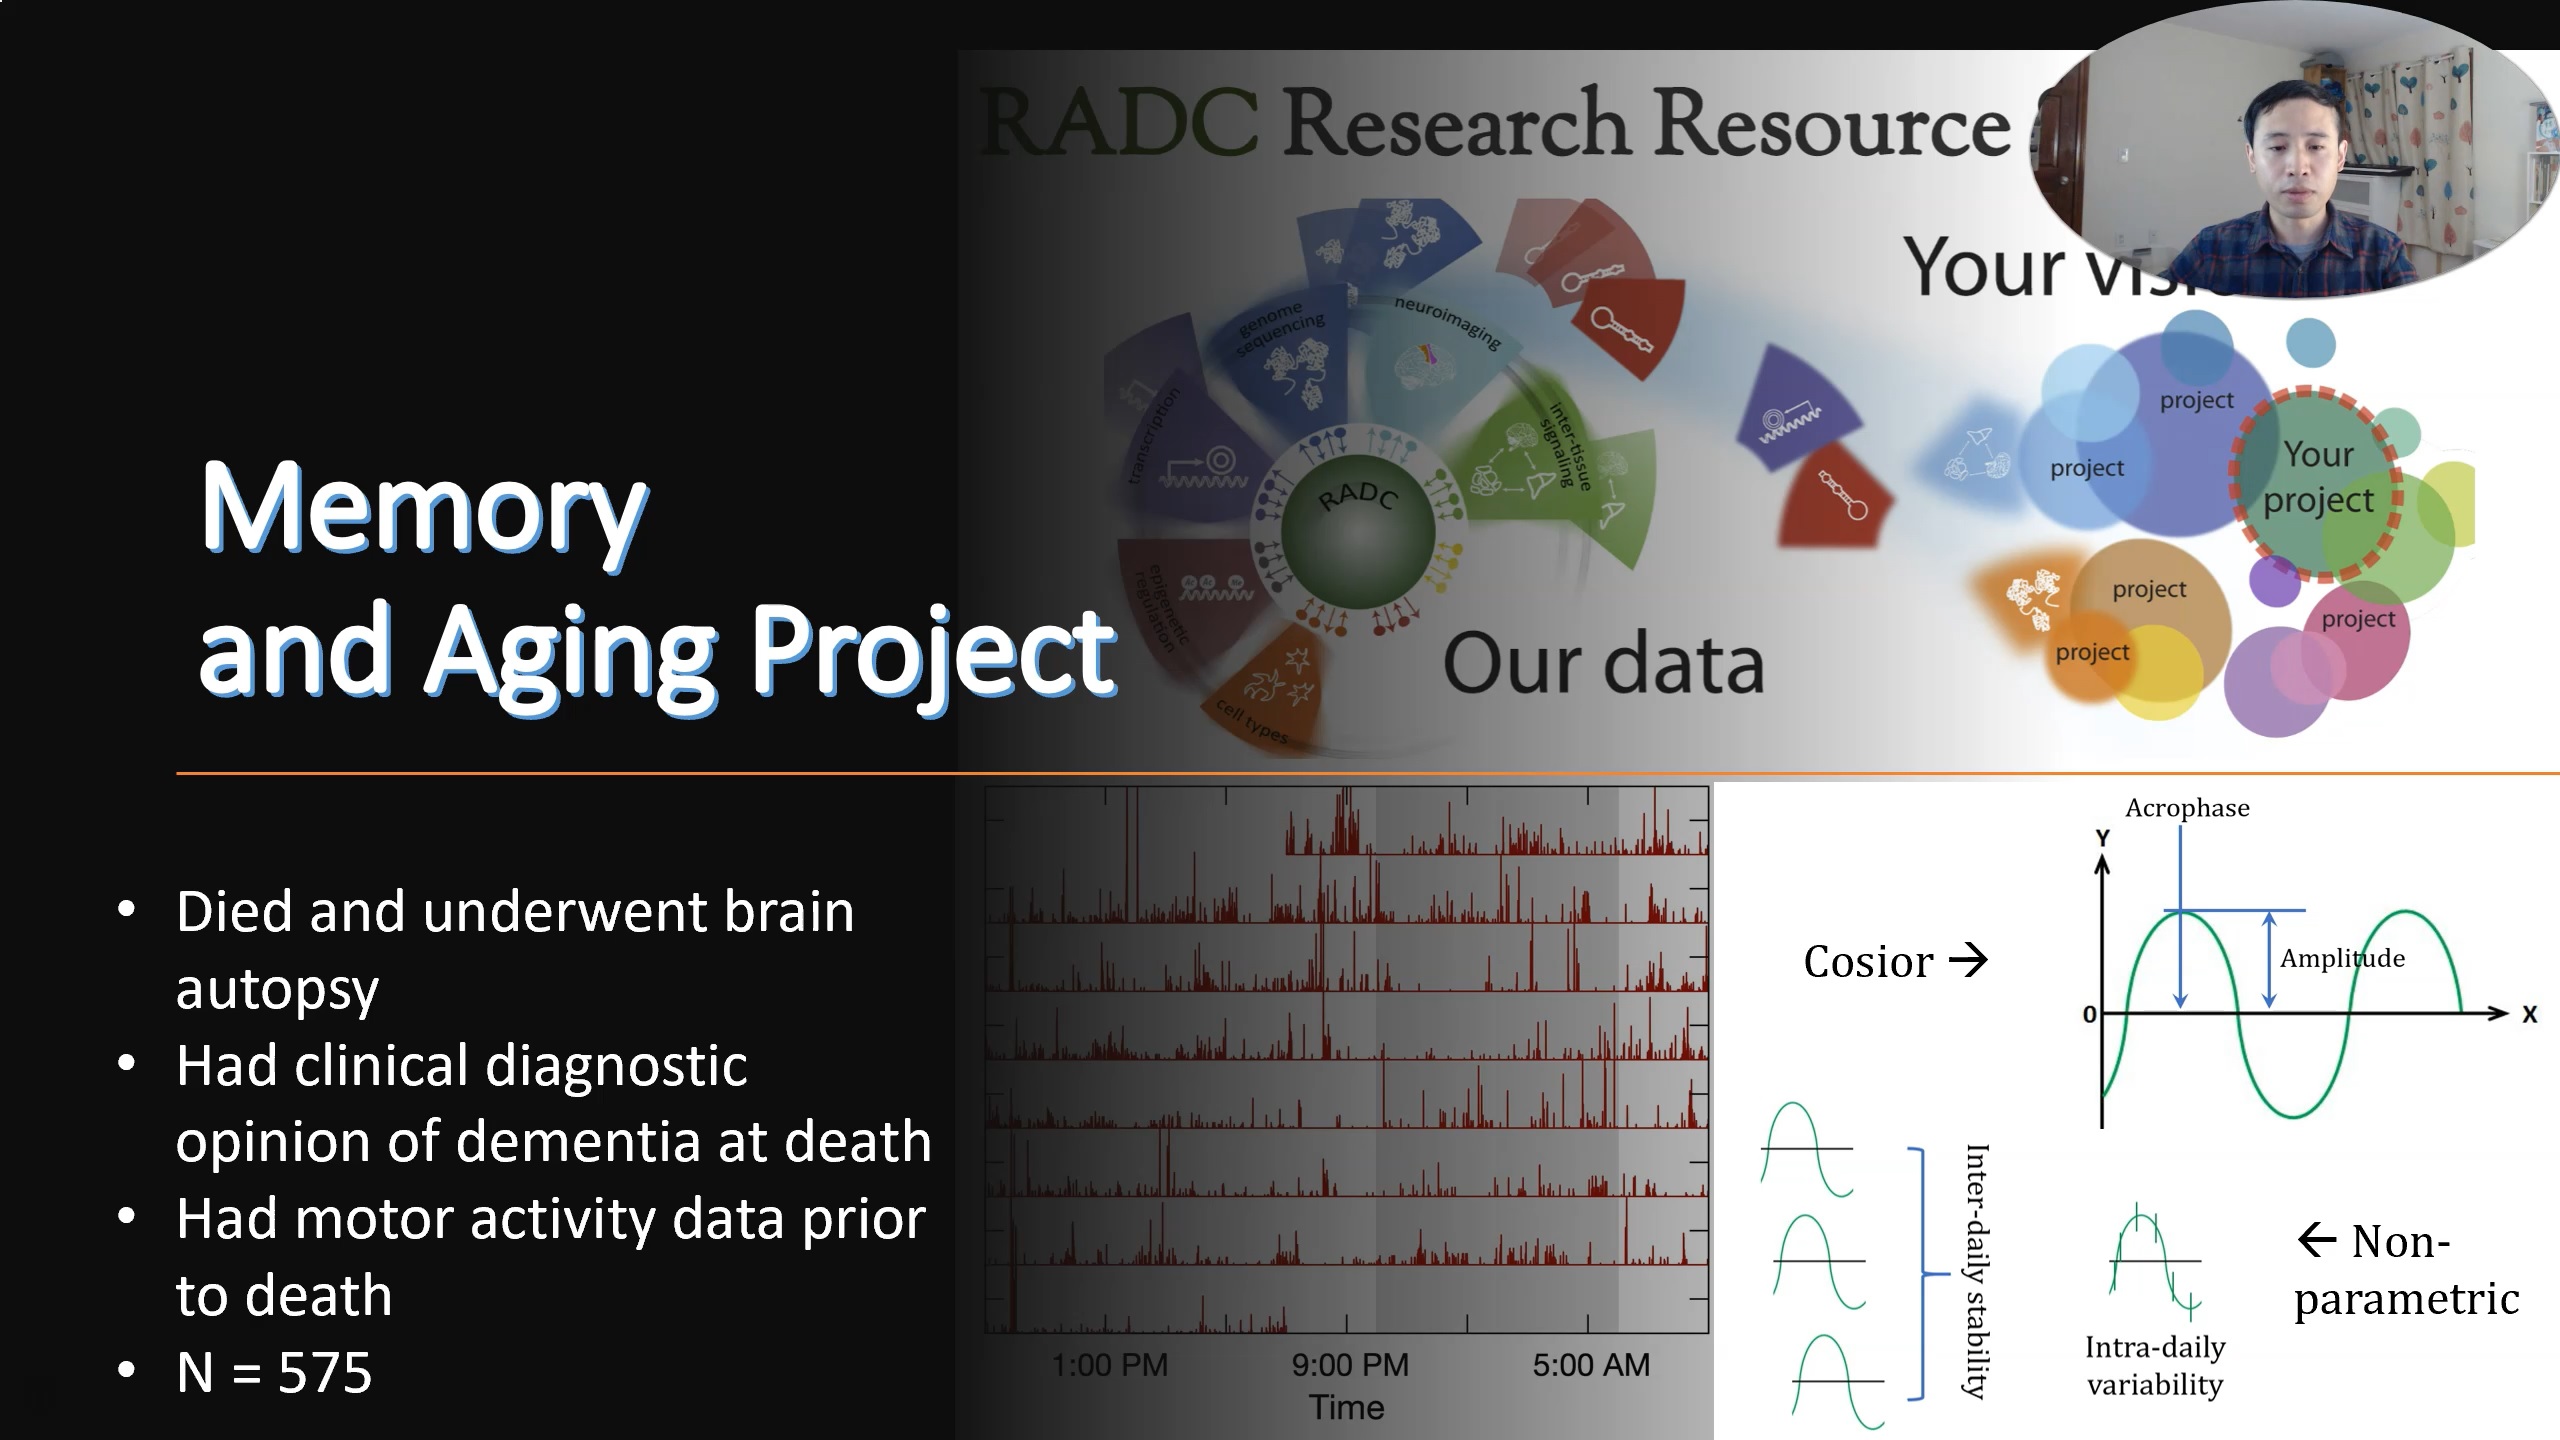 RADC Research Resource
Your
Memory
and Aging Project
genome
sequencing
neuroimaging
transcription
inter-tissue
signaling
RADC
epigenetic
regulation
cell types
Our data
project
project
Your
project
project
project
project
• Died and underwent brain
autopsy
• Had clinical diagnostic
opinion of dementia at death
• Had motor activity data prior
to death
• N = 575
1:00 PM 9:00 PM 5:00 AM
Time
Acrophase
Y
Cosior →
Amplitude
0
X
Inter-daily stability
← Non-
parametric
Intra-daily
variability